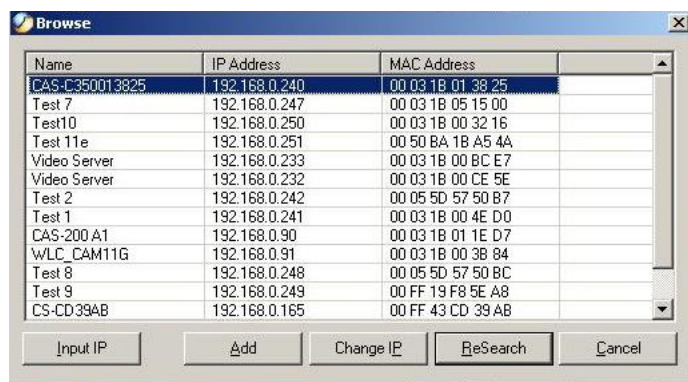 Browse
Name IP Address MAC Address
CAS-C350013825 192.168.0.240 00 03 1B 01 38 25
Test 7 192.168.0.247 00 03 1B 05 15 00
Test10 192.168.0.250 00 03 1B 00 32 16
Test 11e 192.168.0.251 00 50 BA 1B A5 4A
Video Server 192.168.0.233 00 03 1B 00 BC E7
Video Server 192.168.0.232 00 03 1B 00 CE 5E
Test 2 192.168.0.242 00 05 5D 57 50 B7
Test 1 192.168.0.241 00 03 1B 00 4E D0
CAS-200 A1 192.168.0.90 00 03 1B 01 1E D7
WLC_CAM11G 192.168.0.91 00 03 1B 00 3B 84
Test 8 192.168.0.248 00 05 5D 57 50 BC
Test 9 192.168.0.249 00 FF 19 F8 5E A8
CS-CD39AB 192.168.0.165 00 FF 43 CD 39 AB
Input IP Add Change IP ReSearch Cancel